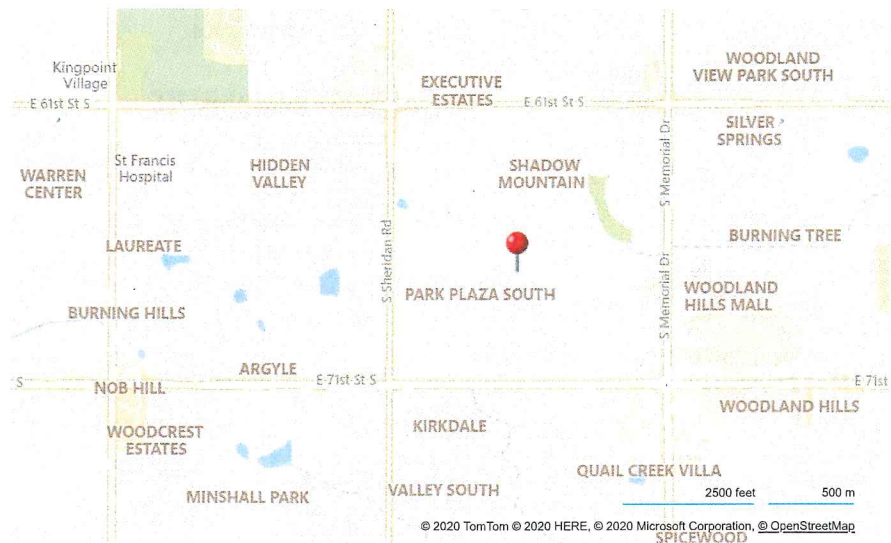 WOODLAND
VIEW PARK SOUTH
Kingpoint
Village
EXECUTIVE
ESTATES
E 61st St S
E 61st St S
SILVER
SPRINGS
S Memorial Dr
St Francis
Hospital
HIDDEN
VALLEY
SHADOW
MOUNTAIN
WARREN
CENTER
LAUREATE
BURNING TREE
S Sheridan Rd
S Memorial Dr
PARK PLAZA SOUTH
WOODLAND
HILLS MALL
BURNING HILLS
ARGYLE
S
E 71st St S
E 71st
NOB HILL
WOODLAND HILLS
WOODCREST
ESTATES
KIRKDALE
QUAIL CREEK VILLA
MINSHALL PARK
VALLEY SOUTH
2500 feet
500 m
© 2020 TomTom © 2020 HERE, © 2020 Microsoft Corporation, © OpenStreetMap
SPICEWOOD